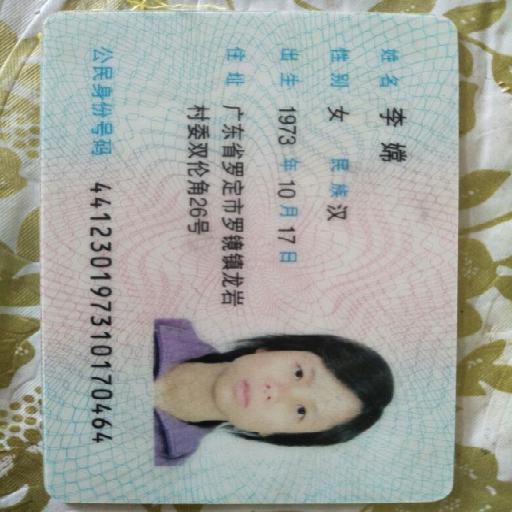 姓名 李嫦
性别 女 民族 汉
出生 1973 年 10 月 17 日
住址 广东省罗定市罗镜镇龙岩
村委双伦角26号
公民身份号码 441230197310170464